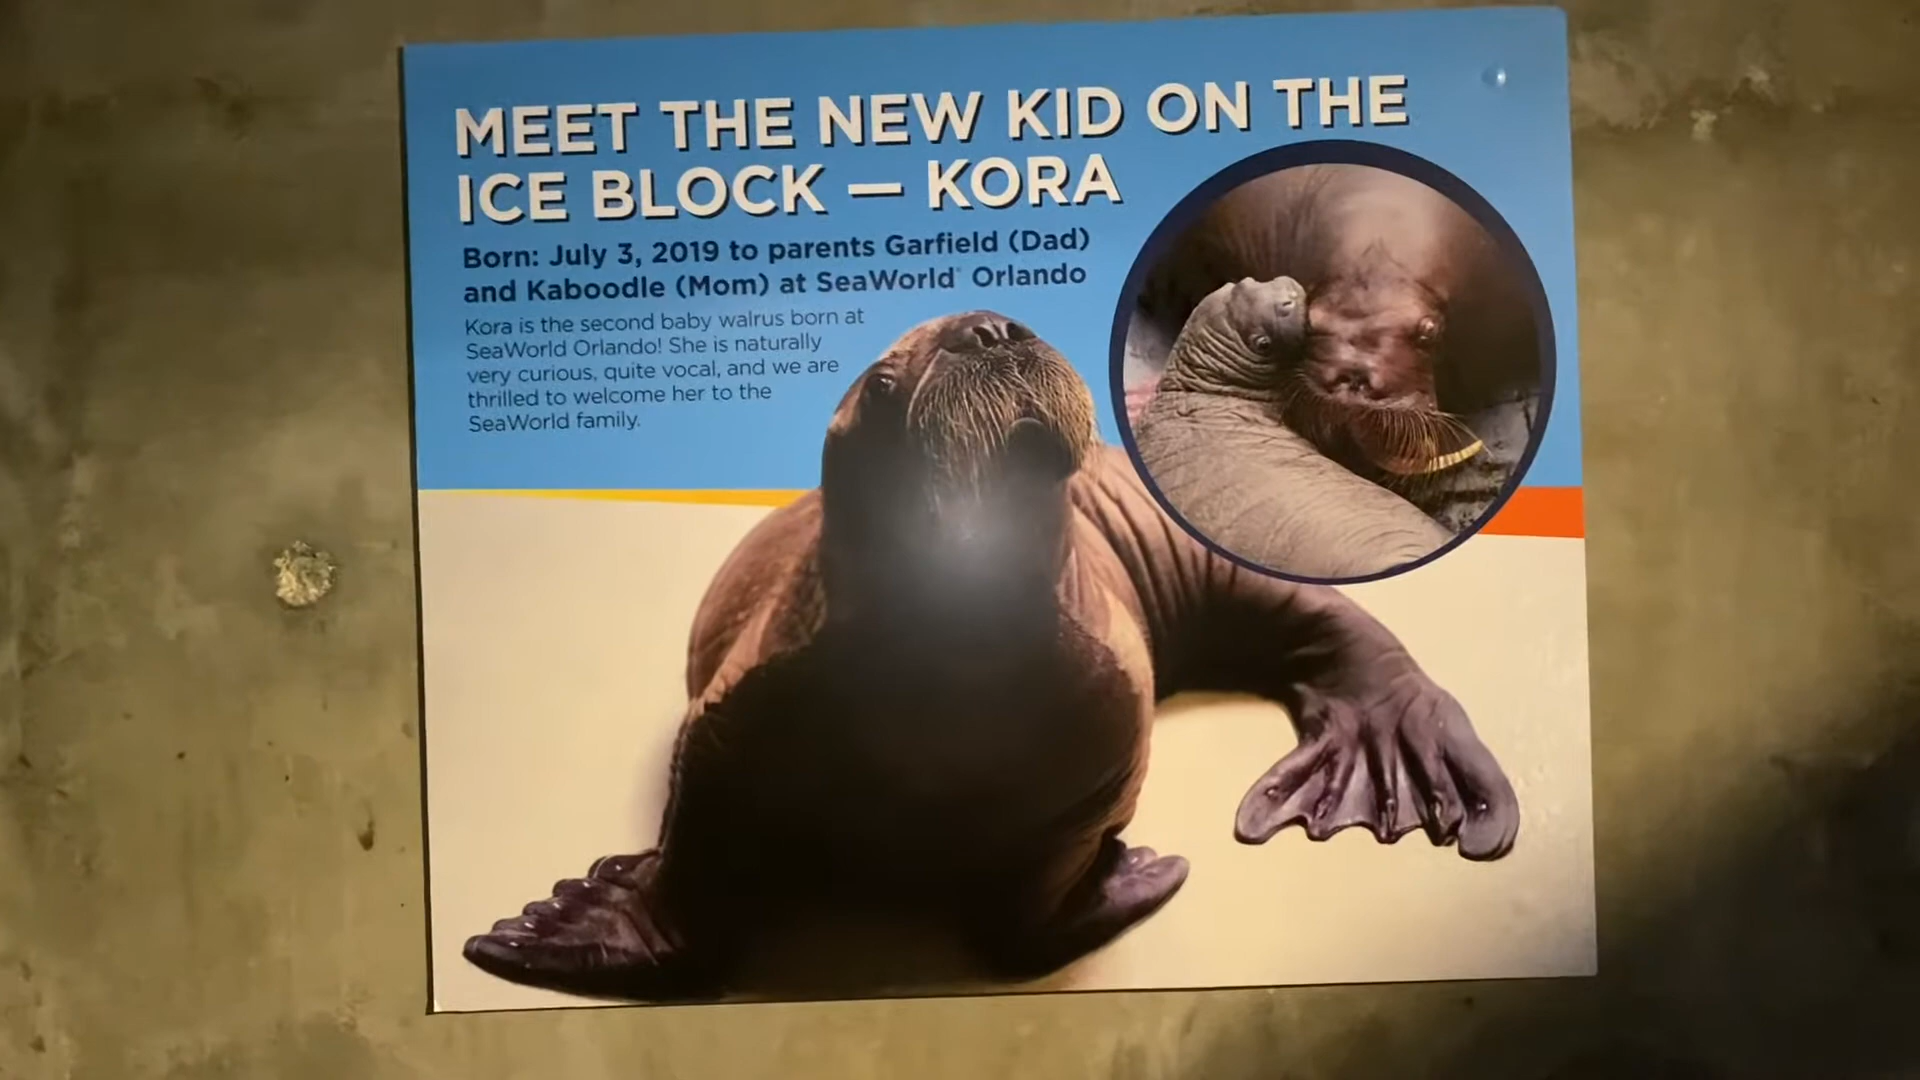 MEET THE NEW KID ON THE
ICE BLOCK — KORA
Born: July 3, 2019 to parents Garfield (Dad)
and Kaboodle (Mom) at SeaWorld® Orlando
Kora is the second baby walrus born at
SeaWorld Orlando! She is naturally
very curious, quite vocal, and we are
thrilled to welcome her to the
SeaWorld family.